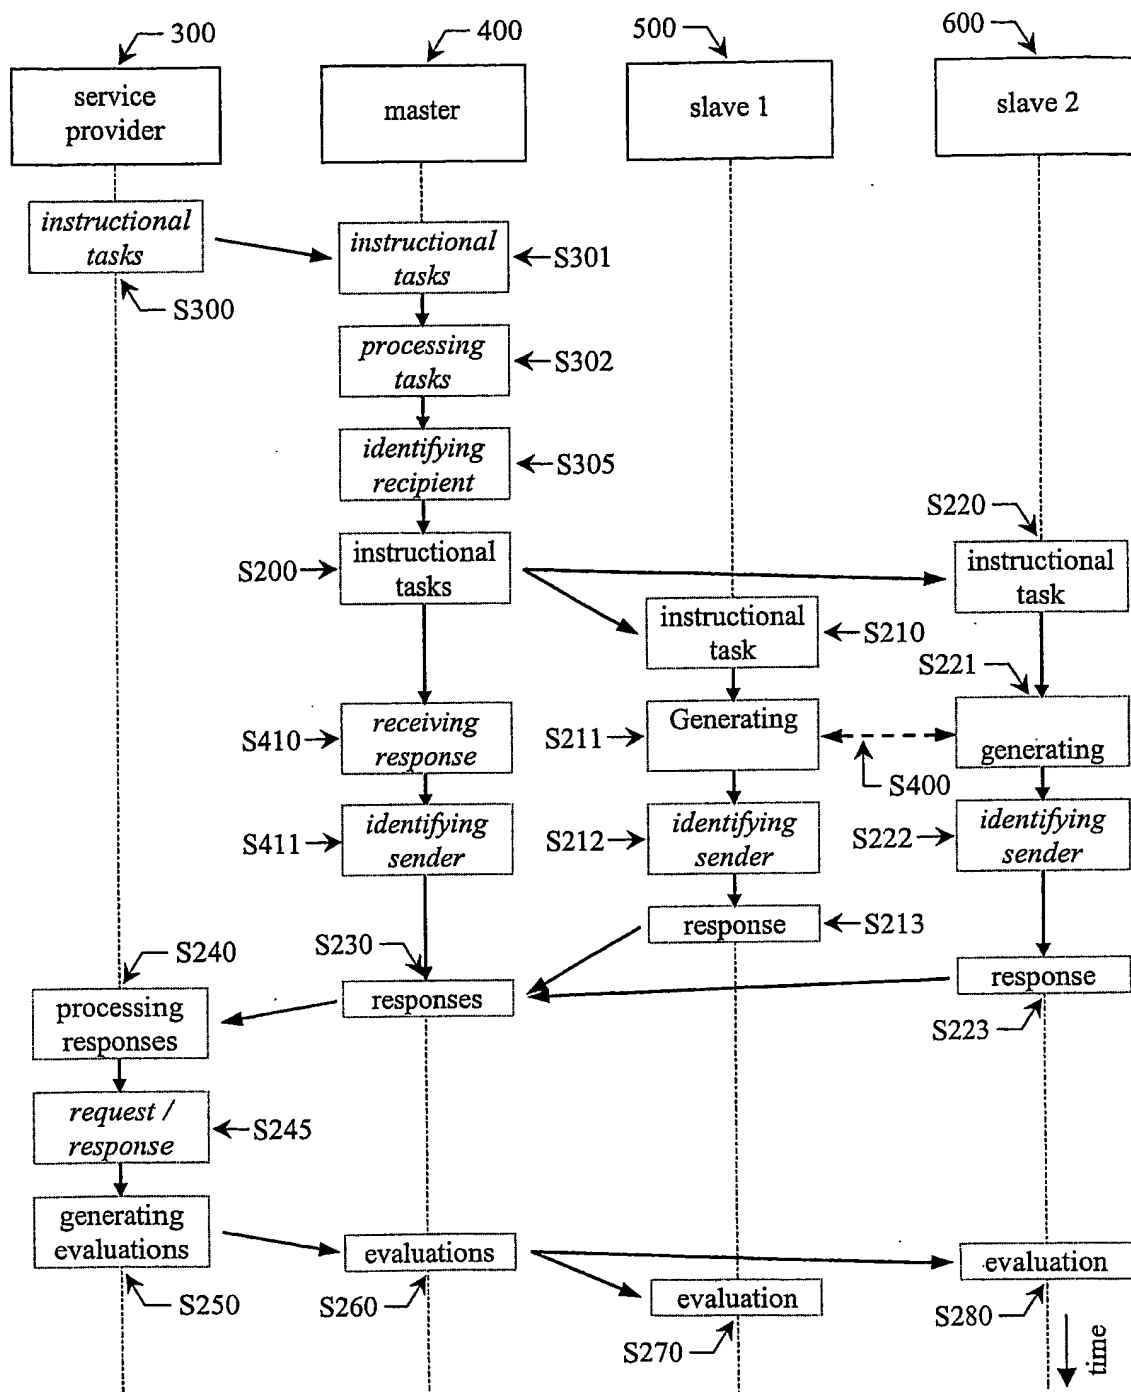 300
400
500
600
service
provider
master
slave 1
slave 2
instructional
tasks
S300
instructional
tasks
S301
processing
tasks
S302
identifying
recipient
S305
S200
instructional
tasks
S220
instructional
task
instructional
task
S210
S221
S410
receiving
response
S211
Generating
S400
generating
S411
identifying
sender
S212
identifying
sender
S222
identifying
sender
response
S213
S230
S240
responses
response
S223
processing
responses
request /
response
S245
generating
evaluations
S250
evaluations
S260
evaluation
S270
evaluation
S280
time